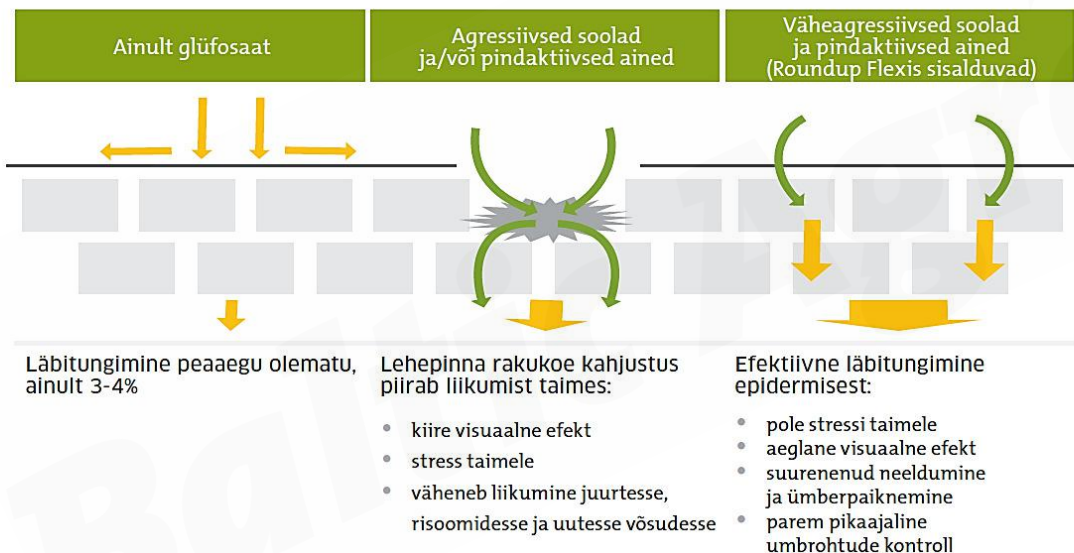 Ainult glüfosaat
Agressiivsed soolad
ja/või pindaktiivsed ained
Väheagressiivsed soolad
ja pindaktiivsed ained
(Roundup Flexis sisalduvad)
Läbitungimine peaaegu olematu,
ainult 3-4%
Lehepinna rakukoe kahjustus
piirab liikumist taimes:
• kiire visuaalne efekt
• stress taimele
• väheneb liikumine juurtesse,
risoomidesse ja uutesse võsudesse
Efektiivne läbitungimine
epidermisest:
• pole stressi taimele
• aeglane visuaalne efekt
• suurenenud neeldumine
ja ümberpaiknemine
• parem pikaajaline
umbrohtude kontroll
Baltic Agro